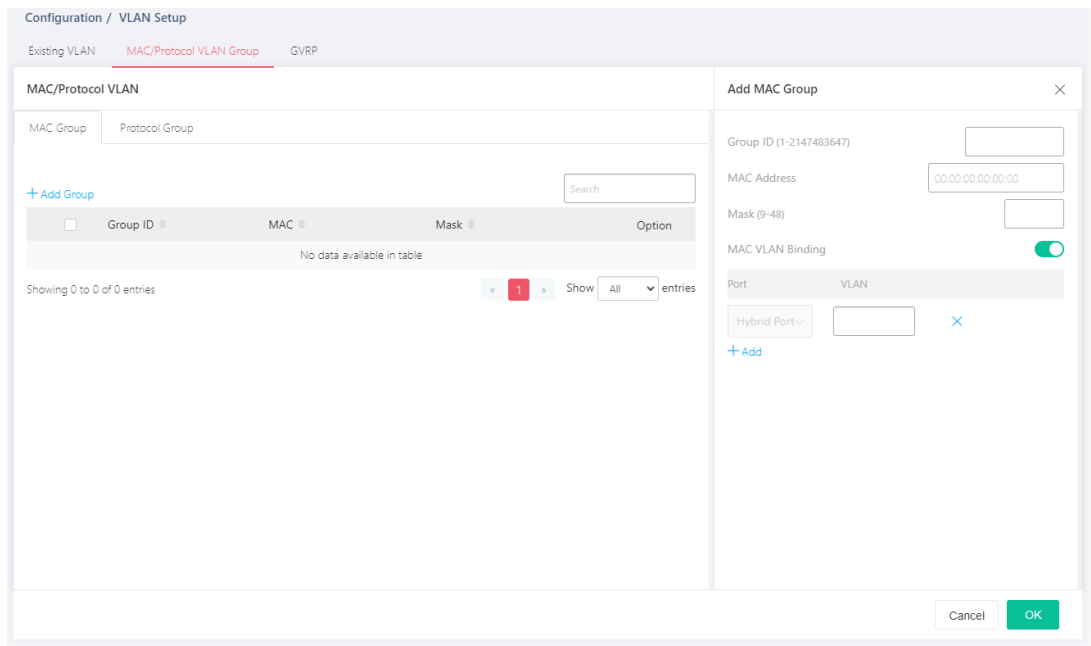 Configuration / VLAN Setup
Existing VLAN MAC/Protocol VLAN Group GVRP
MAC/Protocol VLAN
MAC Group Protocol Group
+ Add Group
Search
Group ID MAC Mask Option
No data available in table
Showing 0 to 0 of 0 entries
« 1 » Show All entries
Add MAC Group
Group ID (1-2147483647)
MAC Address 00:00:00:00:00:00
Mask (9-48)
MAC VLAN Binding
Port VLAN
Hybrid Port
+ Add
Cancel OK